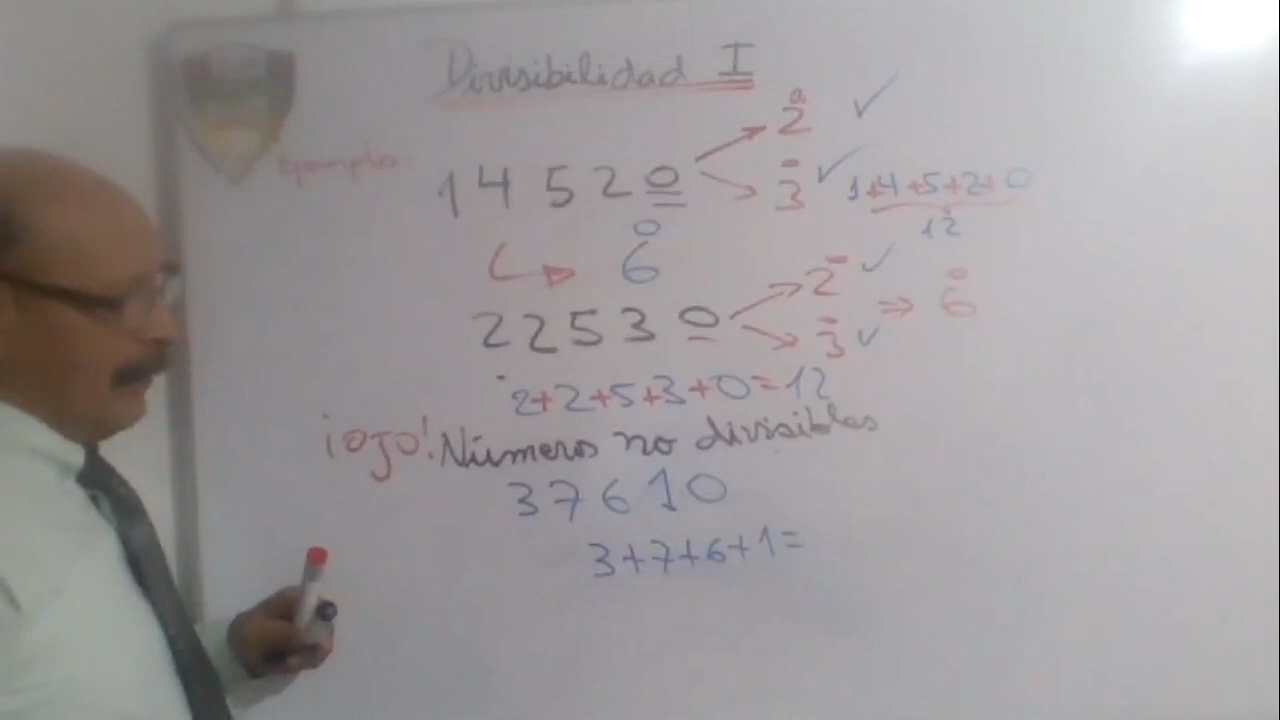 Divisibilidad I
Ejemplos
14520 2° ✓
3° ✓ 1+4+5+2+0
12
6°
22530 2° ✓
3° ✓ ⇒ 6°
2+2+5+3+0=12
¡OJO! Números no divisibles
37610
3+7+6+1=